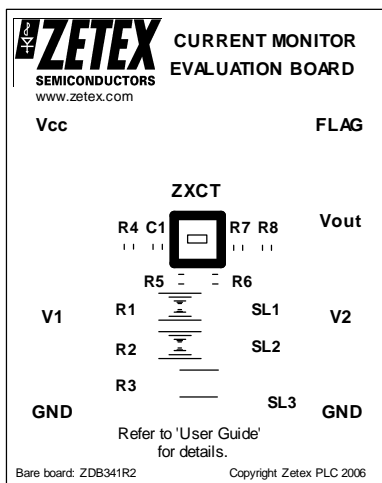 ZETEX
SEMICONDUCTORS
www.zetex.com
CURRENT MONITOR
EVALUATION BOARD
Vcc
FLAG
ZXCT
R4 C1
R7 R8
Vout
R5
R6
V1
R1
SL1
V2
R2
SL2
R3
SL3
GND
GND
Refer to 'User Guide'
for details.
Bare board: ZDB341R2
Copyright Zetex PLC 2006